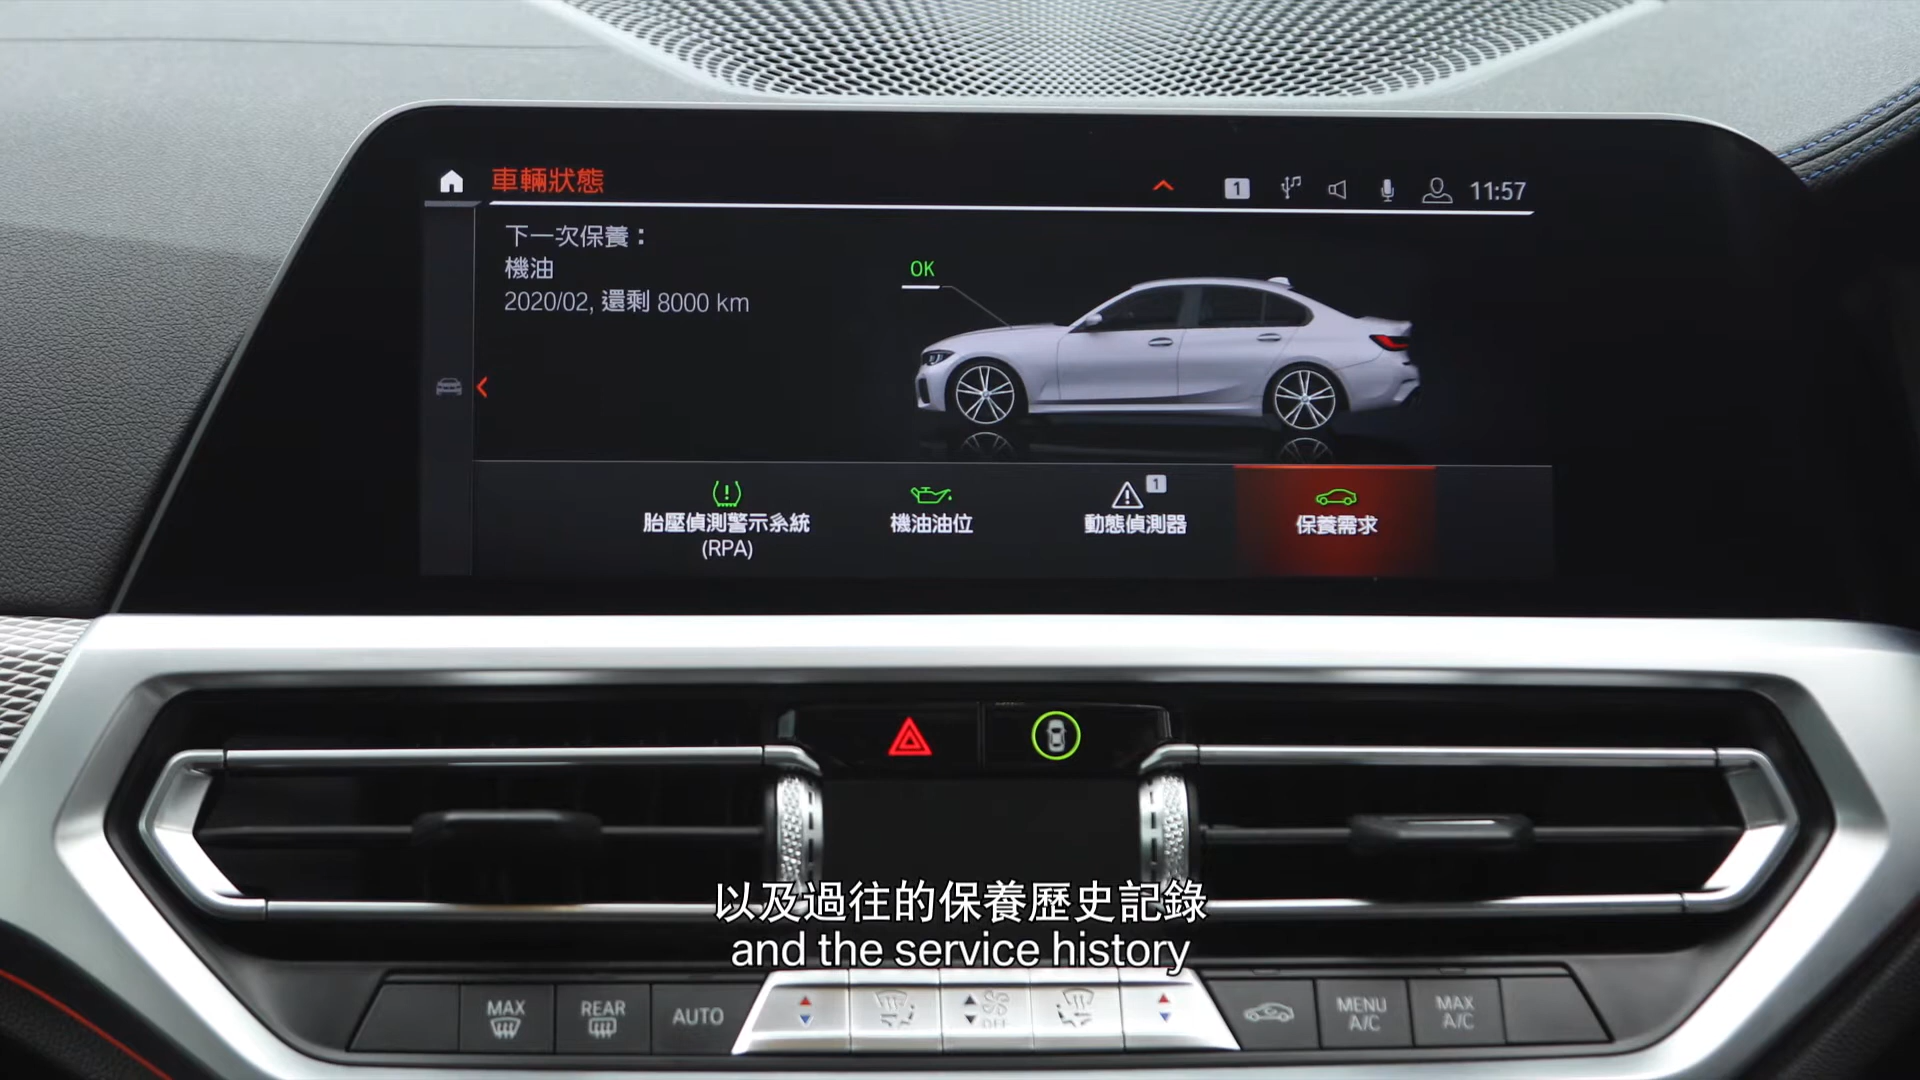 車輛狀態
1
11:57
下一次保養：
機油
2020/02, 還剩 8000 km
OK
胎壓偵測警示系統
(RPA)
機油油位
1
動態偵測器
保養需求
以及過往的保養歷史記錄
and the service history
MAX
REAR
AUTO
OFF
MENU
A/C
MAX
A/C